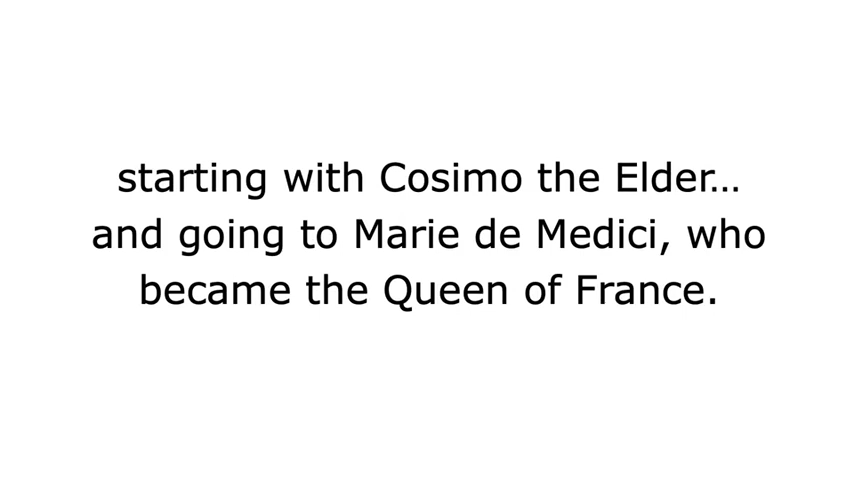 starting with Cosimo the Elder…
and going to Marie de Medici, who
became the Queen of France.